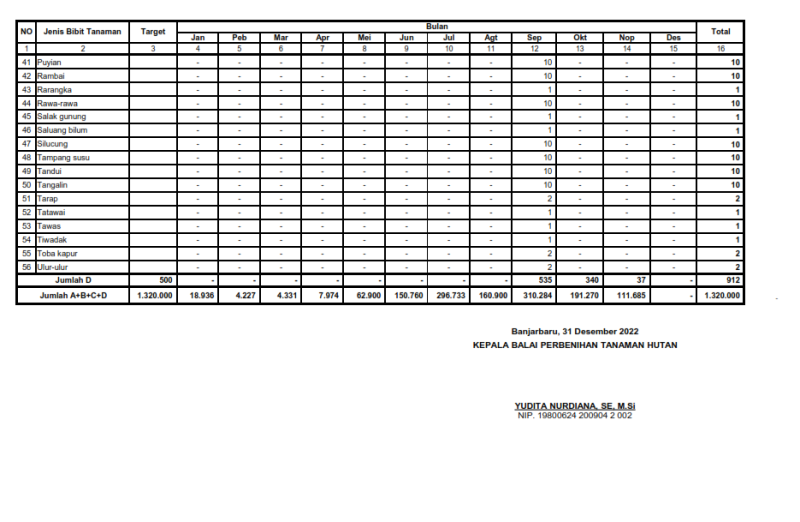 NO Jenis Bibit Tanaman Target Bulan Total
Jan Peb Mar Apr Mei Jun Jul Agt Sep Okt Nop Des
1 2 3 4 5 6 7 8 9 10 11 12 13 14 15 16
41 Puyian - - - - - - - - 10 - - - 10
42 Rambai - - - - - - - - 10 - - - 10
43 Rarangka - - - - - - - - 1 - - - 1
44 Rawa-rawa - - - - - - - - 10 - - - 10
45 Salak gunung - - - - - - - - 1 - - - 1
46 Saluang bilum - - - - - - - - 1 - - - 1
47 Silucung - - - - - - - - 10 - - - 10
48 Tampang susu - - - - - - - - 10 - - - 10
49 Tandui - - - - - - - - 10 - - - 10
50 Tangalin - - - - - - - - 10 - - - 10
51 Tarap - - - - - - - - 2 - - - 2
52 Tatawai - - - - - - - - 1 - - - 1
53 Tawas - - - - - - - - 1 - - - 1
54 Tiwadak - - - - - - - - 1 - - - 1
55 Toba kapur - - - - - - - - 2 - - - 2
56 Ulur-ulur - - - - - - - - 2 - - - 2
Jumlah D 500 - - - - - - - - 535 340 37 - 912
Jumlah A+B+C+D 1.320.000 18.936 4.227 4.331 7.974 62.900 150.760 296.733 160.900 310.284 191.270 111.685 - 1.320.000
Banjarbaru, 31 Desember 2022
KEPALA BALAI PERBENIHAN TANAMAN HUTAN
YUDITA NURDIANA, SE, M.Si
NIP. 19800624 200904 2 002